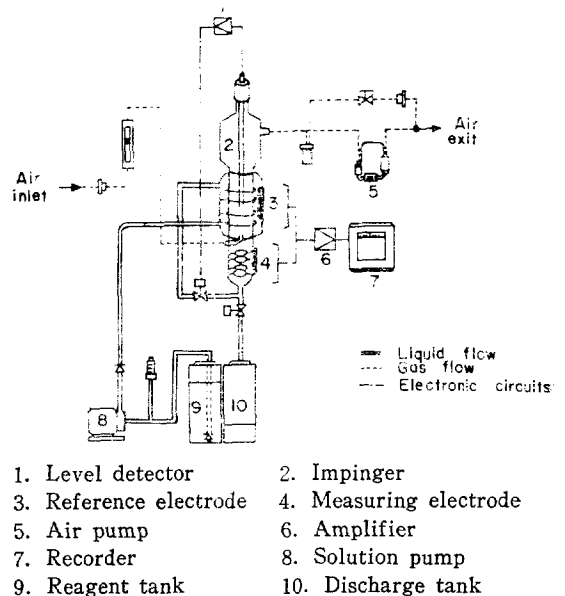 2
Air
exit
Air
inlet
3
5
4
6
7
Liquid flow
Gas flow
Electronic circuits
8
9
10
1. Level detector
2. Impinger
3. Reference electrode
4. Measuring electrode
5. Air pump
6. Amplifier
7. Recorder
8. Solution pump
9. Reagent tank
10. Discharge tank